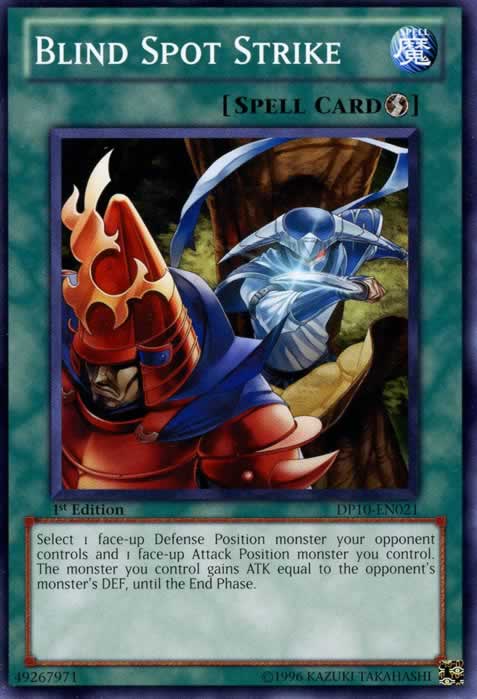 BLIND SPOT STRIKE
SPELL
魔
[SPELL CARD]
1st Edition
DP10-EN021
Select 1 face-up Defense Position monster your opponent
controls and 1 face-up Attack Position monster you control.
The monster you control gains ATK equal to the opponent's
monster's DEF, until the End Phase.
49267971
©1996 KAZUKI TAKAHASHI